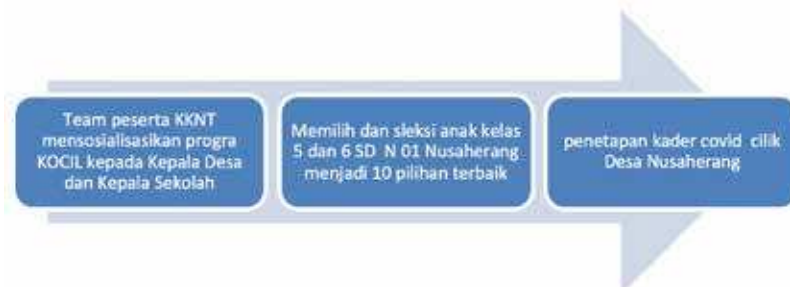 Team peserta KKNT
mensosialisasikan progra
KOCIL kepada Kepala Desa
dan Kepala Sekolah
Memilih dan sleksi anak kelas
5 dan 6 SD N 01 Nusaherang
menjadi 10 pilihan terbaik
penetapan kader covid cilik
Desa Nusaherang